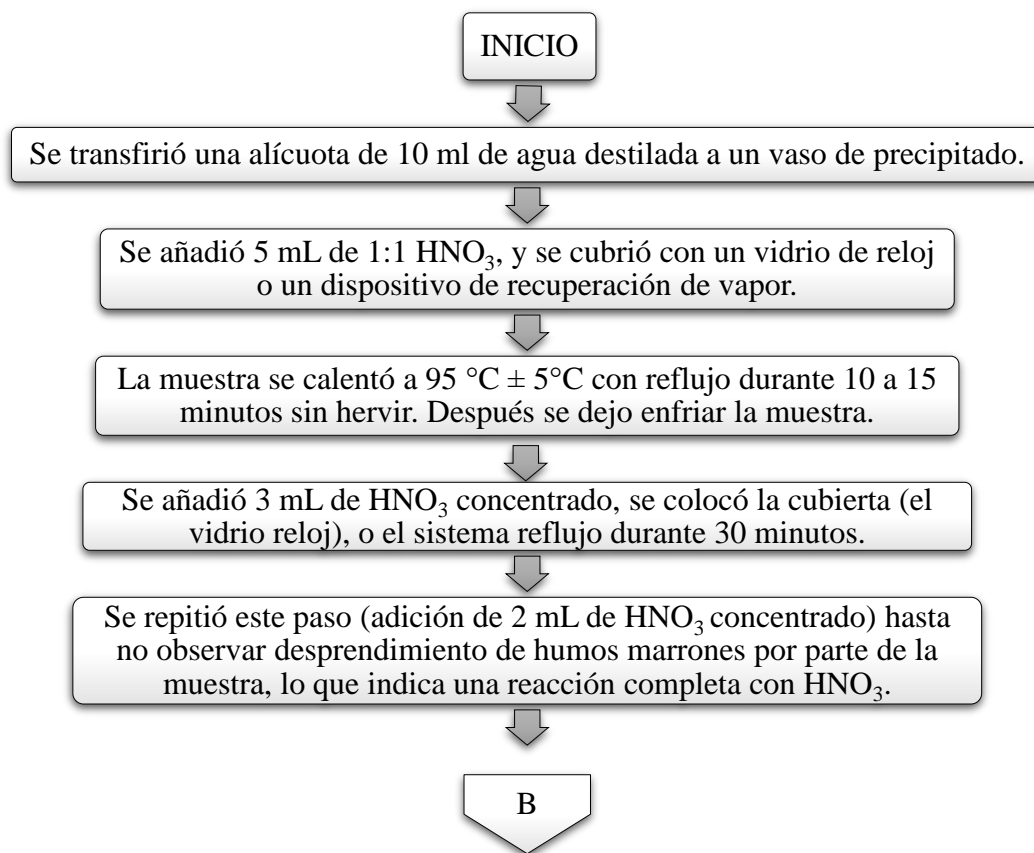 INICIO
Se transfirió una alícuota de 10 ml de agua destilada a un vaso de precipitado.
Se añadió 5 mL de 1:1 HNO₃, y se cubrió con un vidrio de reloj
o un dispositivo de recuperación de vapor.
La muestra se calentó a 95 °C ± 5°C con reflujo durante 10 a 15
minutos sin hervir. Después se dejo enfriar la muestra.
Se añadió 3 mL de HNO₃ concentrado, se colocó la cubierta (el
vidrio reloj), o el sistema reflujo durante 30 minutos.
Se repitió este paso (adición de 2 mL de HNO₃ concentrado) hasta
no observar desprendimiento de humos marrones por parte de la
muestra, lo que indica una reacción completa con HNO₃.
B